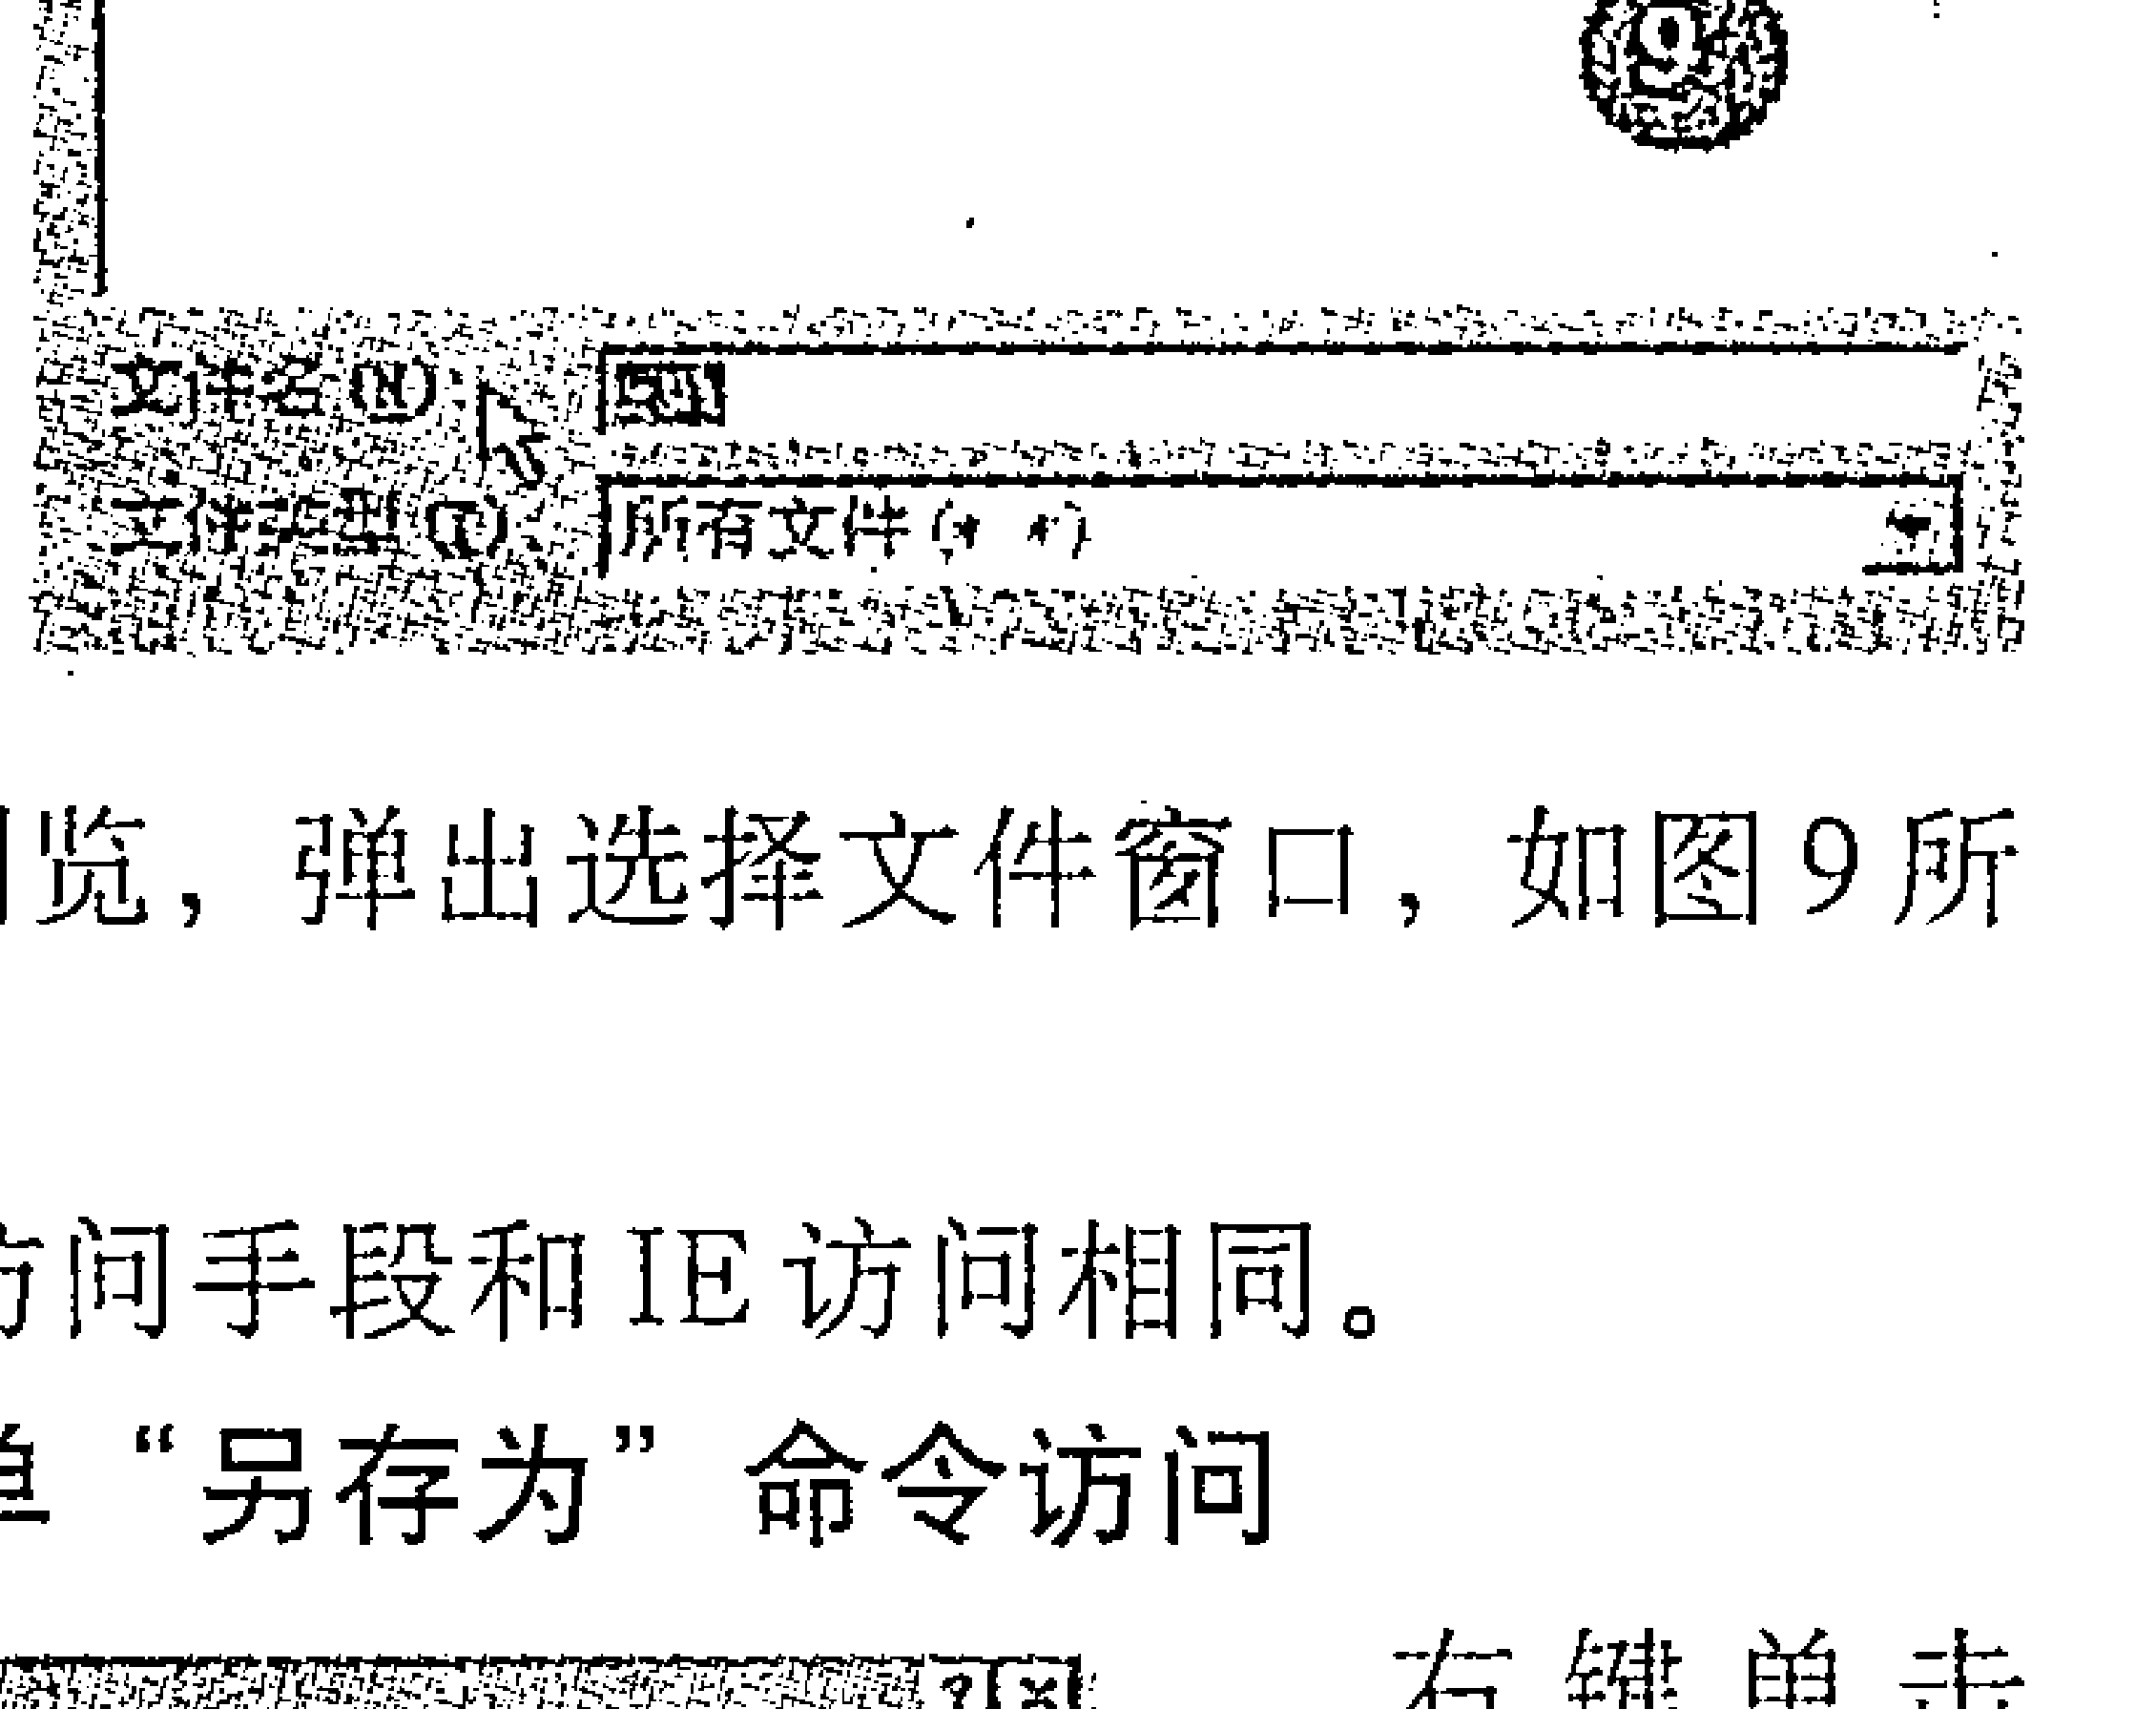 9
文件名(N):
文件类型(T): 所有文件(* *)
览，弹出选择文件窗口，如图9所
访问手段和IE访问相同。
单“另存为”命令访问
? ×
右键单击